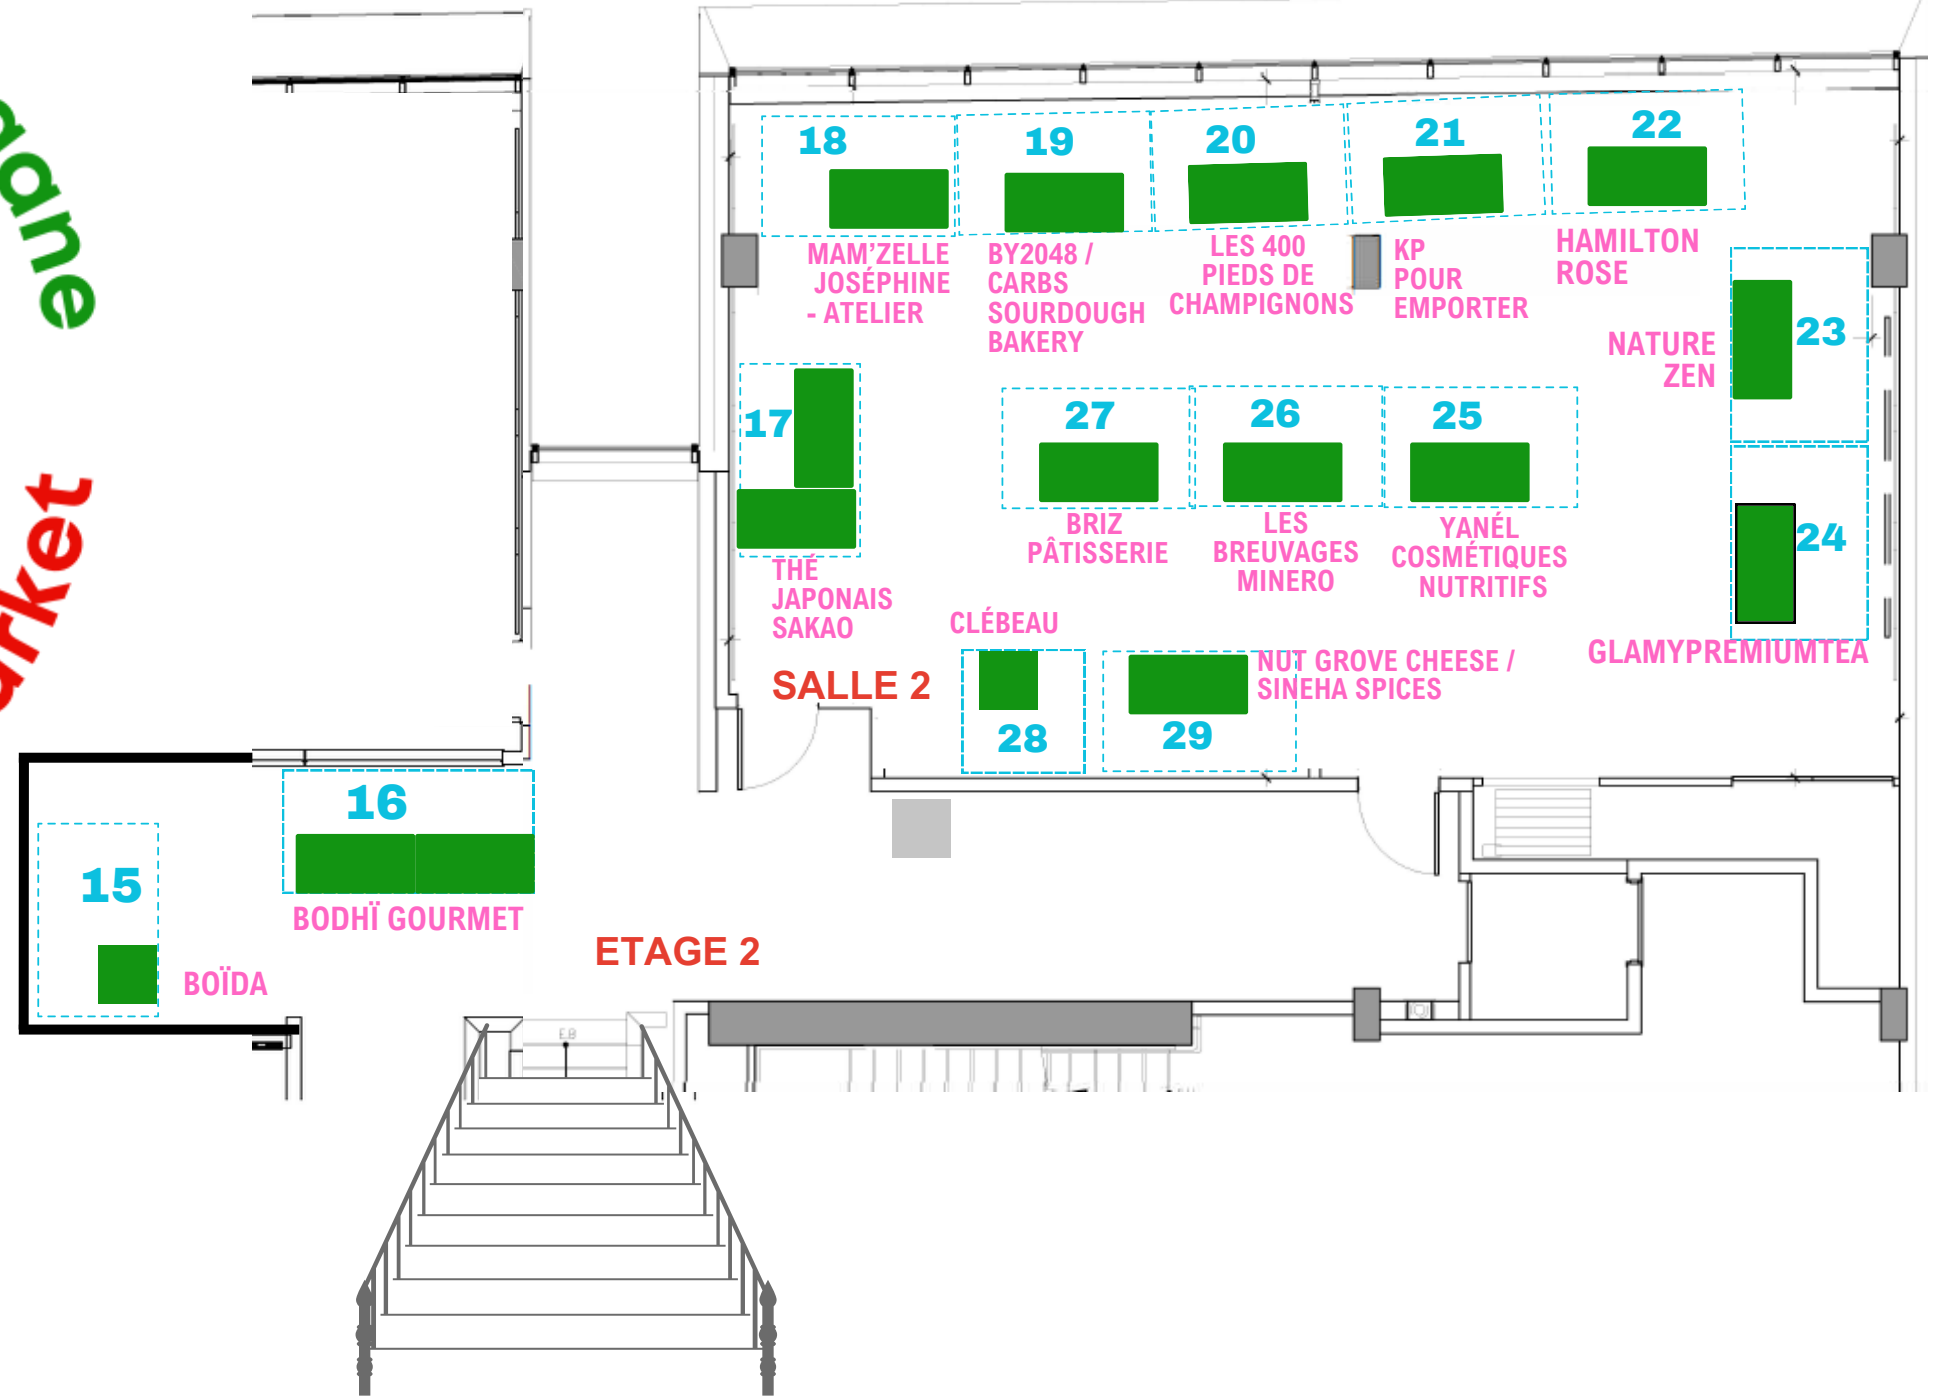 18
MAM'ZELLE
JOSÉPHINE
- ATELIER
19
BY2048 /
CARBS
SOURDOUGH
BAKERY
20
LES 400
PIEDS DE
CHAMPIGNONS
21
KP
POUR
EMPORTER
22
HAMILTON
ROSE
23
NATURE
ZEN
17
THÉ
JAPONAIS
SAKAO
27
BRIZ
PÂTISSERIE
26
LES
BREUVAGES
MINERO
25
YANÉL
COSMÉTIQUES
NUTRITIFS
24
GLAMYPREMIUMTEA
CLÉBEAU
28
NUT GROVE CHEESE /
SINEHA SPICES
29
SALLE 2
16
BODHÏ GOURMET
15
BOÏDA
ETAGE 2
E.B